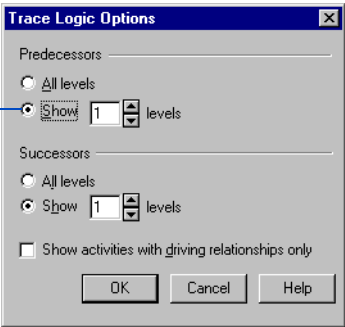 Trace Logic Options
Predecessors
All levels
Show 1 levels
Successors
All levels
Show 1 levels
Show activities with driving relationships only
OK Cancel Help